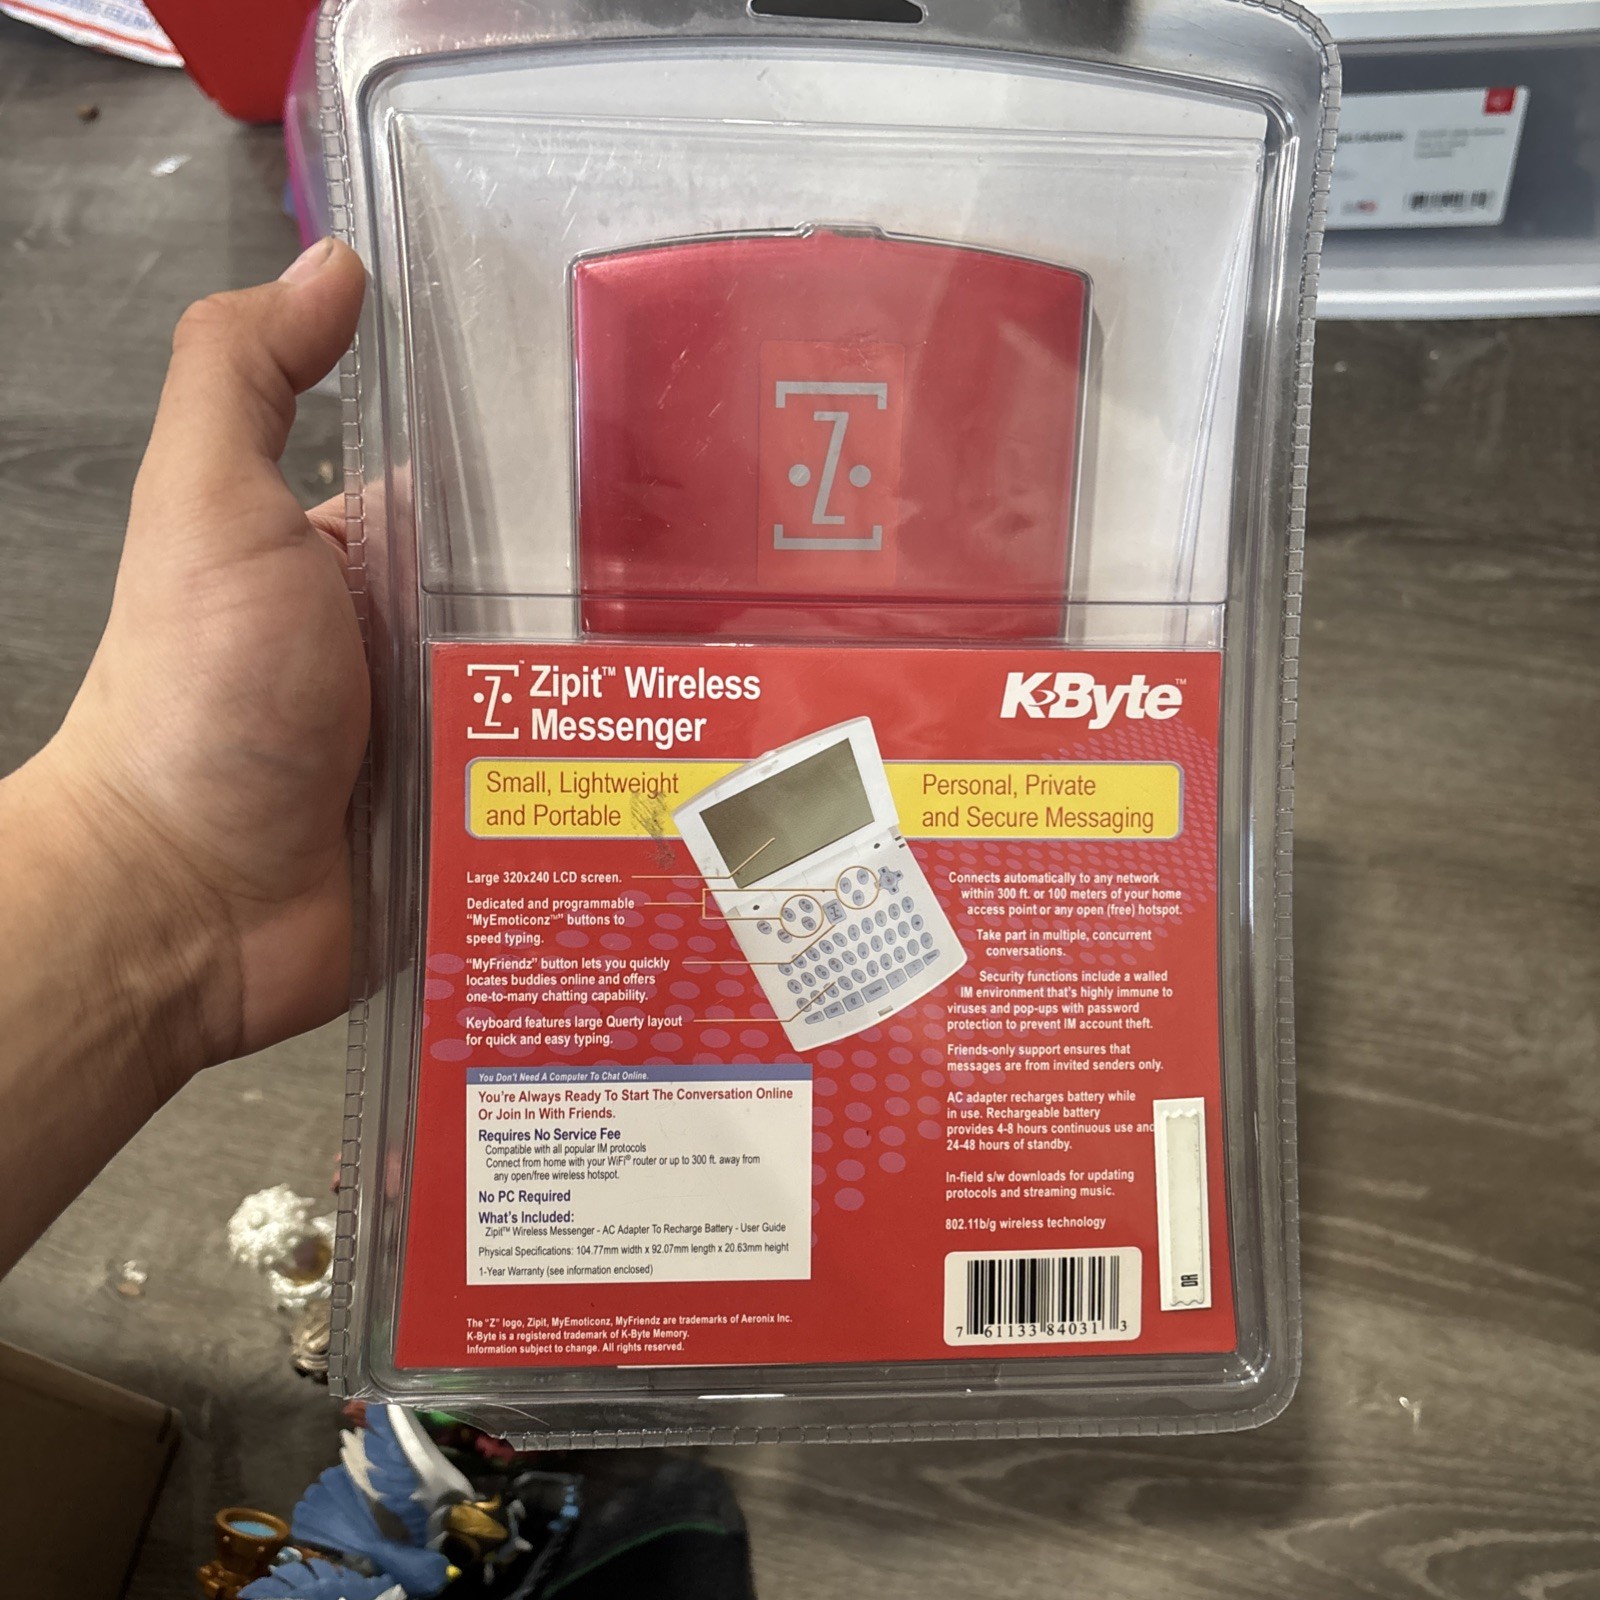 Z
Z™ Zipit™ Wireless
Messenger
K-Byte™
Small, Lightweight
and Portable
Personal, Private
and Secure Messaging
Large 320x240 LCD screen.
Dedicated and programmable
“MyEmoticonz™” buttons to
speed typing.
“MyFriendz” button lets you quickly
locates buddies online and offers
one-to-many chatting capability.
Keyboard features large Querty layout
for quick and easy typing.
Connects automatically to any network
within 300 ft. or 100 meters of your home
access point or any open (free) hotspot.
Take part in multiple, concurrent
conversations.
Security functions include a walled
IM environment that's highly immune to
viruses and pop-ups with password
protection to prevent IM account theft.
Friends-only support ensures that
messages are from invited senders only.
AC adapter recharges battery while
in use. Rechargeable battery
provides 4-8 hours continuous use and
24-48 hours of standby.
In-field s/w downloads for updating
protocols and streaming music.
802.11b/g wireless technology
You Don't Need A Computer To Chat Online.
You're Always Ready To Start The Conversation Online
Or Join In With Friends.
Requires No Service Fee
Compatible with all popular IM protocols
Connect from home with your WiFi® router or up to 300 ft. away from
any open/free wireless hotspot.
No PC Required
What's Included:
Zipit™ Wireless Messenger - AC Adapter To Recharge Battery - User Guide
Physical Specifications: 104.77mm width x 92.07mm length x 20.63mm height
1-Year Warranty (see information enclosed)
The "Z" logo, Zipit, MyEmoticonz, MyFriendz are trademarks of Aeronix Inc.
K-Byte is a registered trademark of K-Byte Memory.
Information subject to change. All rights reserved.
7 61133 84031 3
DR